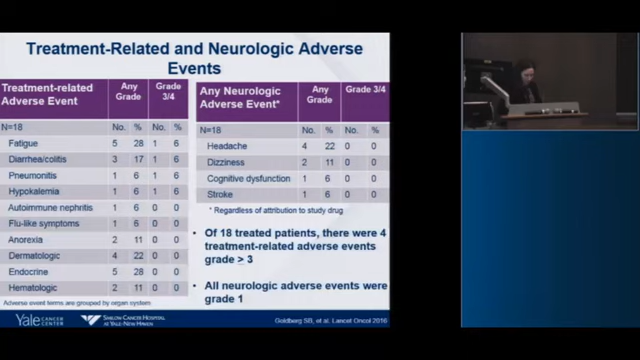 Treatment-Related and Neurologic Adverse
Events
Treatment-related Adverse Event | Any Grade | Grade 3/4
N=18 | No. | % | No. | %
Fatigue | 5 | 28 | 1 | 6
Diarrhea/colitis | 3 | 17 | 1 | 6
Pneumonitis | 1 | 6 | 1 | 6
Hypokalemia | 1 | 6 | 1 | 6
Autoimmune nephritis | 1 | 6 | 0 | 0
Flu-like symptoms | 1 | 6 | 0 | 0
Anorexia | 2 | 11 | 0 | 0
Dermatologic | 4 | 22 | 0 | 0
Endocrine | 5 | 28 | 0 | 0
Hematologic | 2 | 11 | 0 | 0
Adverse event terms are grouped by organ system
Any Neurologic Adverse Event* | Any Grade | Grade 3/4
N=18 | No. | % | No. | %
Headache | 4 | 22 | 0 | 0
Dizziness | 2 | 11 | 0 | 0
Cognitive dysfunction | 1 | 6 | 0 | 0
Stroke | 1 | 6 | 0 | 0
* Regardless of attribution to study drug
• Of 18 treated patients, there were 4
treatment-related adverse events
grade > 3
• All neurologic adverse events were
grade 1
Yale CANCER CENTER
SMILOW CANCER HOSPITAL
AT YALE-NEW HAVEN
Goldberg SB, et al. Lancet Oncol 2016